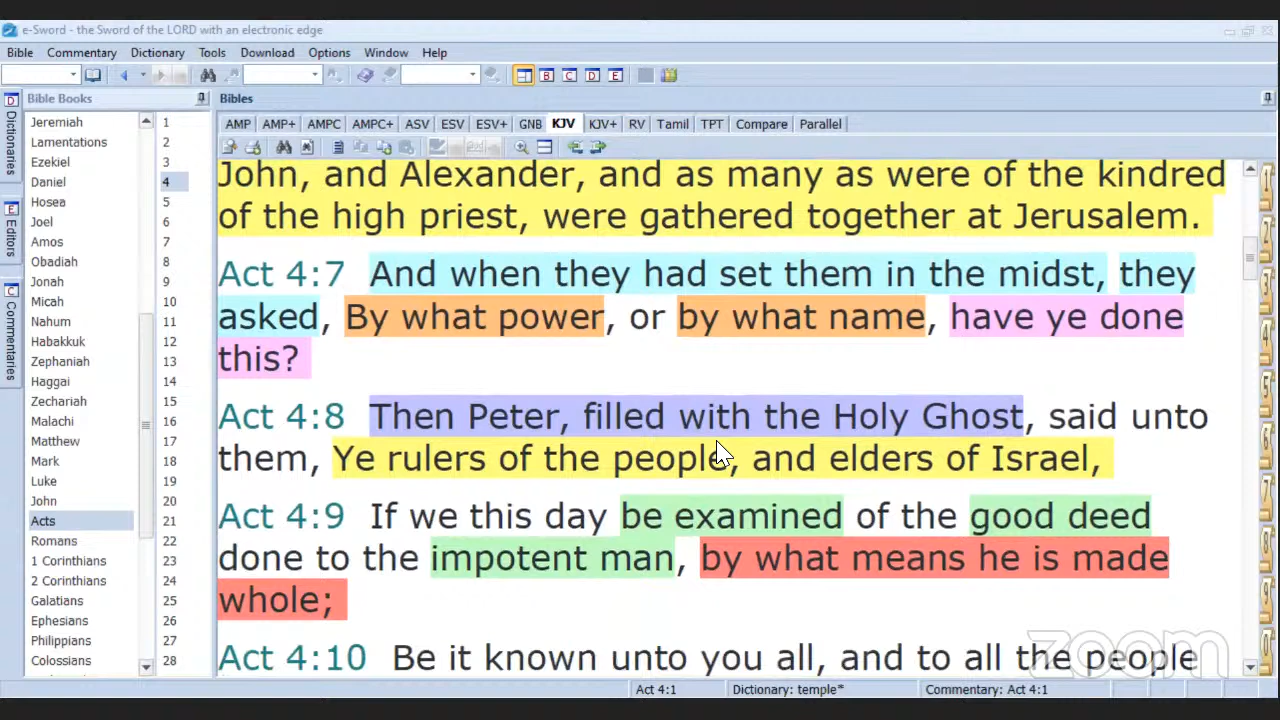 e-Sword - the Sword of the LORD with an electronic edge
Bible Commentary Dictionary Tools Download Options Window Help
B C D E
Bible Books
Bibles
Dictionaries
Editors
Commentaries
D
E
C
Jeremiah
Lamentations
Ezekiel
Daniel
Hosea
Joel
Amos
Obadiah
Jonah
Micah
Nahum
Habakkuk
Zephaniah
Haggai
Zechariah
Malachi
Matthew
Mark
Luke
John
Acts
Romans
1 Corinthians
2 Corinthians
Galatians
Ephesians
Philippians
Colossians
1
2
3
4
5
6
7
8
9
10
11
12
13
14
15
16
17
18
19
20
21
22
23
24
25
26
27
28
AMP AMP+ AMPC AMPC+ ASV ESV ESV+ GNB KJV KJV+ RV Tamil TPT Compare Parallel
John, and Alexander, and as many as were of the kindred
of the high priest, were gathered together at Jerusalem.
Act 4:7 And when they had set them in the midst, they
asked, By what power, or by what name, have ye done
this?
Act 4:8 Then Peter, filled with the Holy Ghost, said unto
them, Ye rulers of the people, and elders of Israel,
Act 4:9 If we this day be examined of the good deed
done to the impotent man, by what means he is made
whole;
Act 4:10 Be it known unto you all, and to all the people
1
2
3
4
5
6
7
8
9
0
zoom
Act 4:1 Dictionary: temple* Commentary: Act 4:1